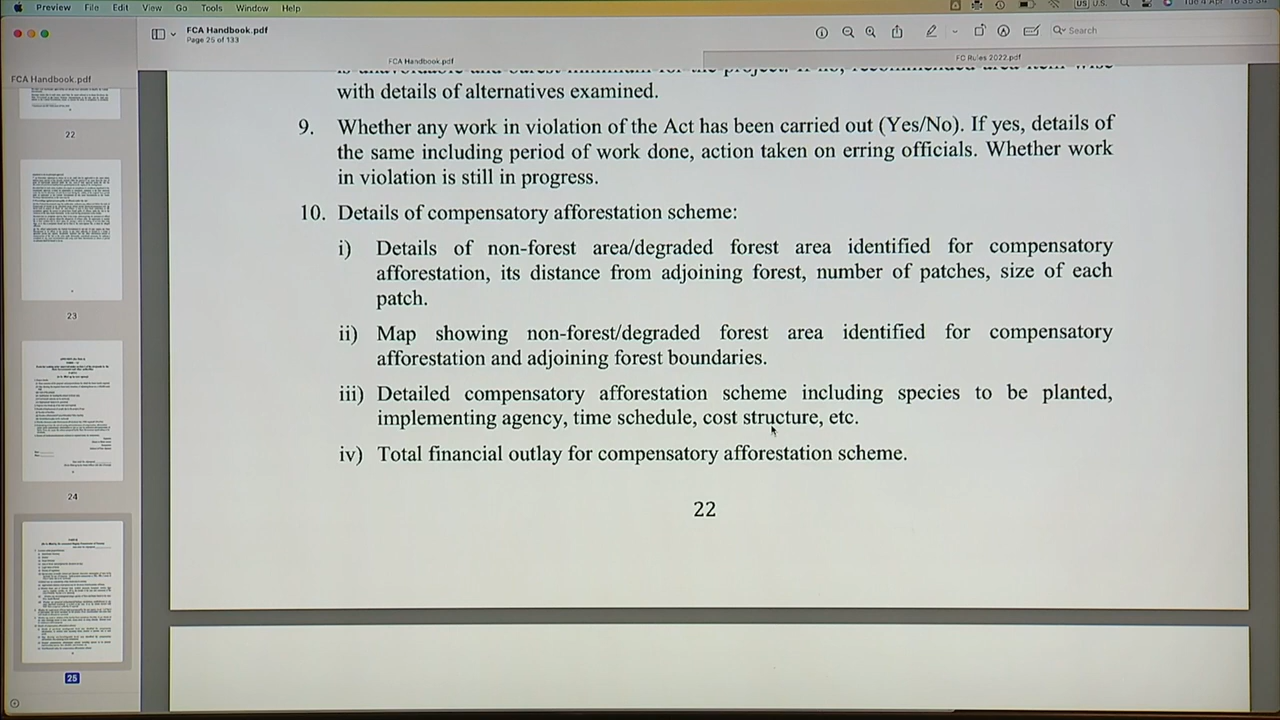 Preview File Edit View Go Tools Window Help
US U.S. Tue 4 Apr
FCA Handbook.pdf
Page 25 of 133
Search
FCA Handbook.pdf
FC Rules 2022.pdf
FCA Handbook.pdf
22
23
24
25
with details of alternatives examined.
9. Whether any work in violation of the Act has been carried out (Yes/No). If yes, details of
the same including period of work done, action taken on erring officials. Whether work
in violation is still in progress.
10. Details of compensatory afforestation scheme:
i) Details of non-forest area/degraded forest area identified for compensatory
afforestation, its distance from adjoining forest, number of patches, size of each
patch.
ii) Map showing non-forest/degraded forest area identified for compensatory
afforestation and adjoining forest boundaries.
iii) Detailed compensatory afforestation scheme including species to be planted,
implementing agency, time schedule, cost structure, etc.
iv) Total financial outlay for compensatory afforestation scheme.
22